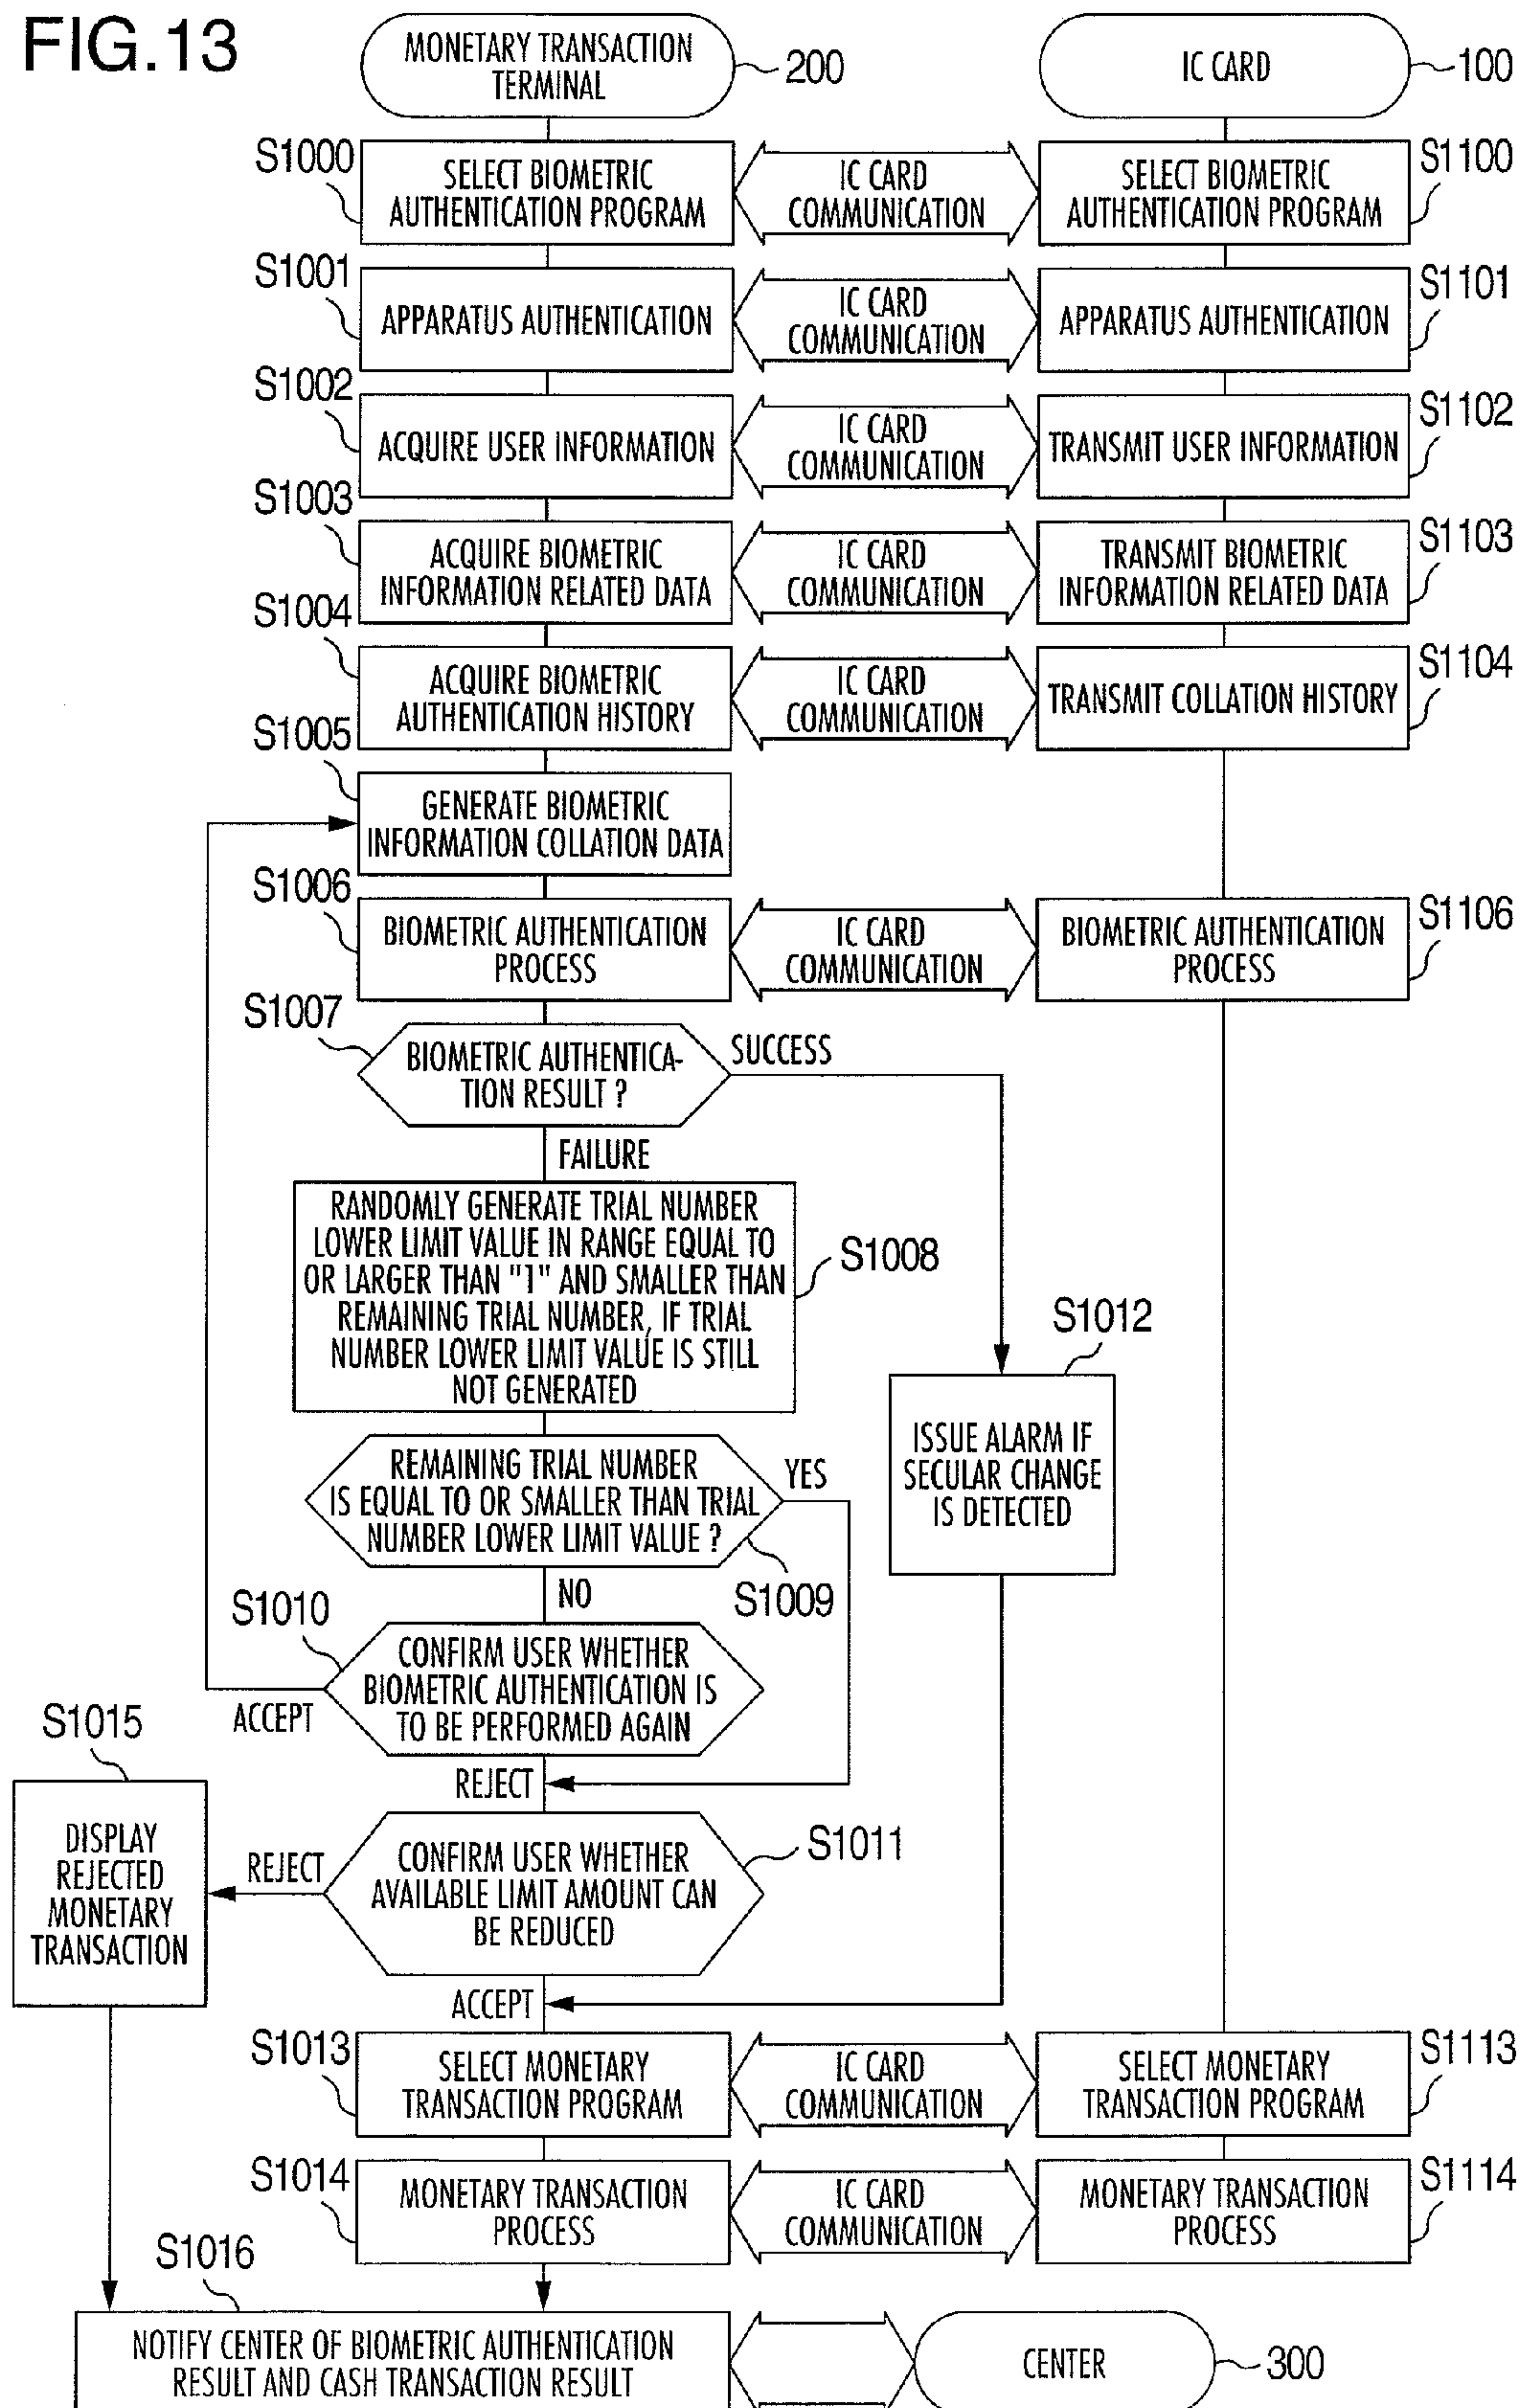 FIG.13
MONETARY TRANSACTION
TERMINAL
200
IC CARD
100
S1000
SELECT BIOMETRIC
AUTHENTICATION PROGRAM
IC CARD
COMMUNICATION
SELECT BIOMETRIC
AUTHENTICATION PROGRAM
S1100
S1001
APPARATUS AUTHENTICATION
IC CARD
COMMUNICATION
APPARATUS AUTHENTICATION
S1101
S1002
ACQUIRE USER INFORMATION
IC CARD
COMMUNICATION
TRANSMIT USER INFORMATION
S1102
S1003
ACQUIRE BIOMETRIC
INFORMATION RELATED DATA
IC CARD
COMMUNICATION
TRANSMIT BIOMETRIC
INFORMATION RELATED DATA
S1103
S1004
ACQUIRE BIOMETRIC
AUTHENTICATION HISTORY
IC CARD
COMMUNICATION
TRANSMIT COLLATION HISTORY
S1104
S1005
GENERATE BIOMETRIC
INFORMATION COLLATION DATA
S1006
BIOMETRIC AUTHENTICATION
PROCESS
IC CARD
COMMUNICATION
BIOMETRIC AUTHENTICATION
PROCESS
S1106
S1007
BIOMETRIC AUTHENTICA-
TION RESULT ?
SUCCESS
FAILURE
RANDOMLY GENERATE TRIAL NUMBER
LOWER LIMIT VALUE IN RANGE EQUAL TO
OR LARGER THAN "1" AND SMALLER THAN
REMAINING TRIAL NUMBER, IF TRIAL
NUMBER LOWER LIMIT VALUE IS STILL
NOT GENERATED
S1008
S1012
ISSUE ALARM IF
SECULAR CHANGE
IS DETECTED
REMAINING TRIAL NUMBER
IS EQUAL TO OR SMALLER THAN TRIAL
NUMBER LOWER LIMIT VALUE ?
YES
S1009
NO
S1010
CONFIRM USER WHETHER
BIOMETRIC AUTHENTICATION IS
TO BE PERFORMED AGAIN
ACCEPT
REJECT
S1015
DISPLAY
REJECTED
MONETARY
TRANSACTION
REJECT
CONFIRM USER WHETHER
AVAILABLE LIMIT AMOUNT CAN
BE REDUCED
S1011
ACCEPT
S1013
SELECT MONETARY
TRANSACTION PROGRAM
IC CARD
COMMUNICATION
SELECT MONETARY
TRANSACTION PROGRAM
S1113
S1014
MONETARY TRANSACTION
PROCESS
IC CARD
COMMUNICATION
MONETARY TRANSACTION
PROCESS
S1114
S1016
NOTIFY CENTER OF BIOMETRIC AUTHENTICATION
RESULT AND CASH TRANSACTION RESULT
CENTER
300